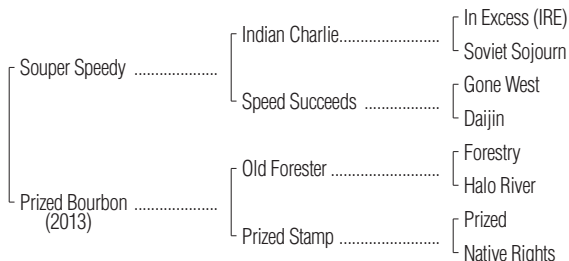 In Excess (IRE)
Indian Charlie
Soviet Sojourn
Souper Speedy
Gone West
Speed Succeeds
Daijin
Forestry
Old Forester
Halo River
Prized Bourbon
(2013)
Prized
Prized Stamp
Native Rights